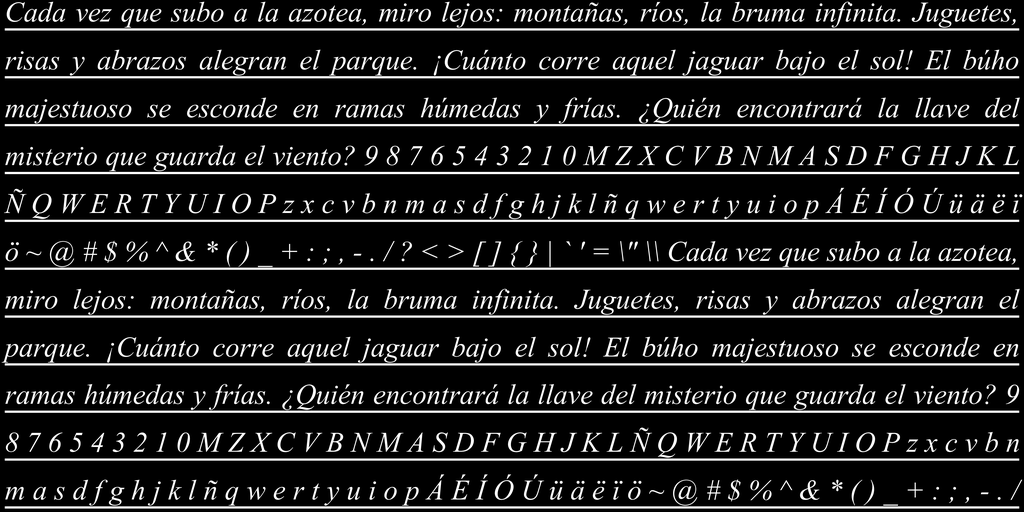 Cada vez que subo a la azotea, miro lejos: montañas, ríos, la bruma infinita. Juguetes,
risas y abrazos alegran el parque. ¡Cuánto corre aquel jaguar bajo el sol! El búho
majestuoso se esconde en ramas húmedas y frías. ¿Quién encontrará la llave del
misterio que guarda el viento? 9 8 7 6 5 4 3 2 1 0 M Z X C V B N M A S D F G H J K L
Ñ Q W E R T Y U I O P z x c v b n m a s d f g h j k l ñ q w e r t y u i o p Á É Í Ó Ú ü ä ë ï
ö ~ @ # $ % ^ & * ( ) _ + : ; , - . / ? < > [ ] { } | ` ' = \" \\ Cada vez que subo a la azotea,
miro lejos: montañas, ríos, la bruma infinita. Juguetes, risas y abrazos alegran el
parque. ¡Cuánto corre aquel jaguar bajo el sol! El búho majestuoso se esconde en
ramas húmedas y frías. ¿Quién encontrará la llave del misterio que guarda el viento? 9
8 7 6 5 4 3 2 1 0 M Z X C V B N M A S D F G H J K L Ñ Q W E R T Y U I O P z x c v b n
m a s d f g h j k l ñ q w e r t y u i o p Á É Í Ó Ú ü ä ë ï ö ~ @ # $ % ^ & * ( ) _ + : ; , - . /